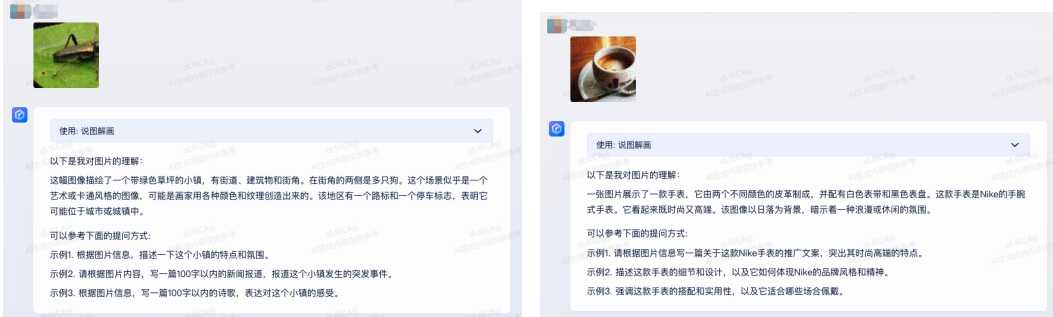 使用: 说图解画
以下是我对图片的理解：
这幅图像描绘了一个带绿色草坪的小镇，有街道、建筑物和街角。在街角的两侧是多只狗。这个场景似乎是一个
艺术或卡通风格的图像，可能是画家用各种颜色和纹理创造出来的。该地区有一个路标和一个停车标志，表明它
可能位于城市或城镇中。
可以参考下面的提问方式:
示例1. 根据图片信息，描述一下这个小镇的特点和氛围。
示例2. 请根据图片内容，写一篇100字以内的新闻报道，报道这个小镇发生的突发事件。
示例3. 根据图片信息，写一篇100字以内的诗歌，表达对这个小镇的感受。
使用: 说图解画
以下是我对图片的理解：
一张图片展示了一款手表，它由两个不同颜色的皮革制成，并配有白色表带和黑色表盘。这款手表是Nike的手腕
式手表。它看起来既时尚又高端。该图像以日落为背景，暗示着一种浪漫或休闲的氛围。
可以参考下面的提问方式:
示例1. 请根据图片信息写一篇关于这款Nike手表的推广文案，突出其时尚高端的特点。
示例2. 描述这款手表的细节和设计，以及它如何体现Nike的品牌风格和精神。
示例3. 强调这款手表的搭配和实用性，以及它适合哪些场合佩戴。